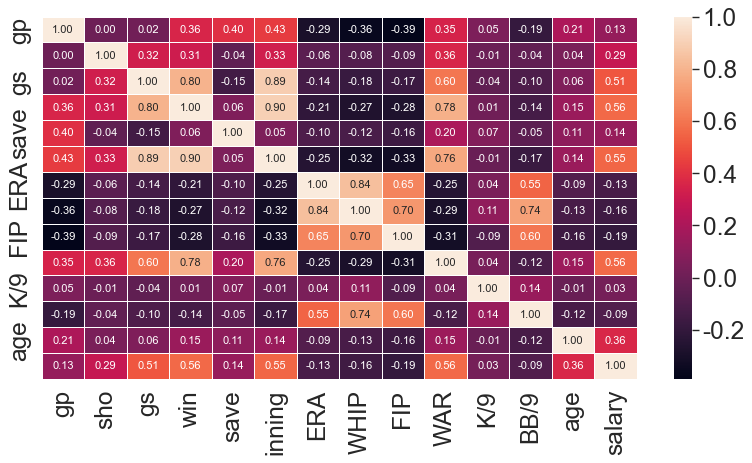 gp 1.00 0.00 0.02 0.36 0.40 0.43 -0.29 -0.36 -0.39 0.35 0.05 -0.19 0.21 0.13
0.00 1.00 0.32 0.31 -0.04 0.33 -0.06 -0.08 -0.09 0.36 -0.01 -0.04 0.04 0.29
gs 0.02 0.32 1.00 0.80 -0.15 0.89 -0.14 -0.18 -0.17 0.60 -0.04 -0.10 0.06 0.51
0.36 0.31 0.80 1.00 0.06 0.90 -0.21 -0.27 -0.28 0.78 0.01 -0.14 0.15 0.56
save 0.40 -0.04 -0.15 0.06 1.00 0.05 -0.10 -0.12 -0.16 0.20 0.07 -0.05 0.11 0.14
0.43 0.33 0.89 0.90 0.05 1.00 -0.25 -0.32 -0.33 0.76 -0.01 -0.17 0.14 0.55
ERA -0.29 -0.06 -0.14 -0.21 -0.10 -0.25 1.00 0.84 0.65 -0.25 0.04 0.55 -0.09 -0.13
-0.36 -0.08 -0.18 -0.27 -0.12 -0.32 0.84 1.00 0.70 -0.29 0.11 0.74 -0.13 -0.16
FIP -0.39 -0.09 -0.17 -0.28 -0.16 -0.33 0.65 0.70 1.00 -0.31 -0.09 0.60 -0.16 -0.19
0.35 0.36 0.60 0.78 0.20 0.76 -0.25 -0.29 -0.31 1.00 0.04 -0.12 0.15 0.56
K/9 0.05 -0.01 -0.04 0.01 0.07 -0.01 0.04 0.11 -0.09 0.04 1.00 0.14 -0.01 0.03
-0.19 -0.04 -0.10 -0.14 -0.05 -0.17 0.55 0.74 0.60 -0.12 0.14 1.00 -0.12 -0.09
age 0.21 0.04 0.06 0.15 0.11 0.14 -0.09 -0.13 -0.16 0.15 -0.01 -0.12 1.00 0.36
0.13 0.29 0.51 0.56 0.14 0.55 -0.13 -0.16 -0.19 0.56 0.03 -0.09 0.36 1.00
gp sho gs win save inning ERA WHIP FIP WAR K/9 BB/9 age salary
1.0
0.8
0.6
0.4
0.2
0.0
-0.2